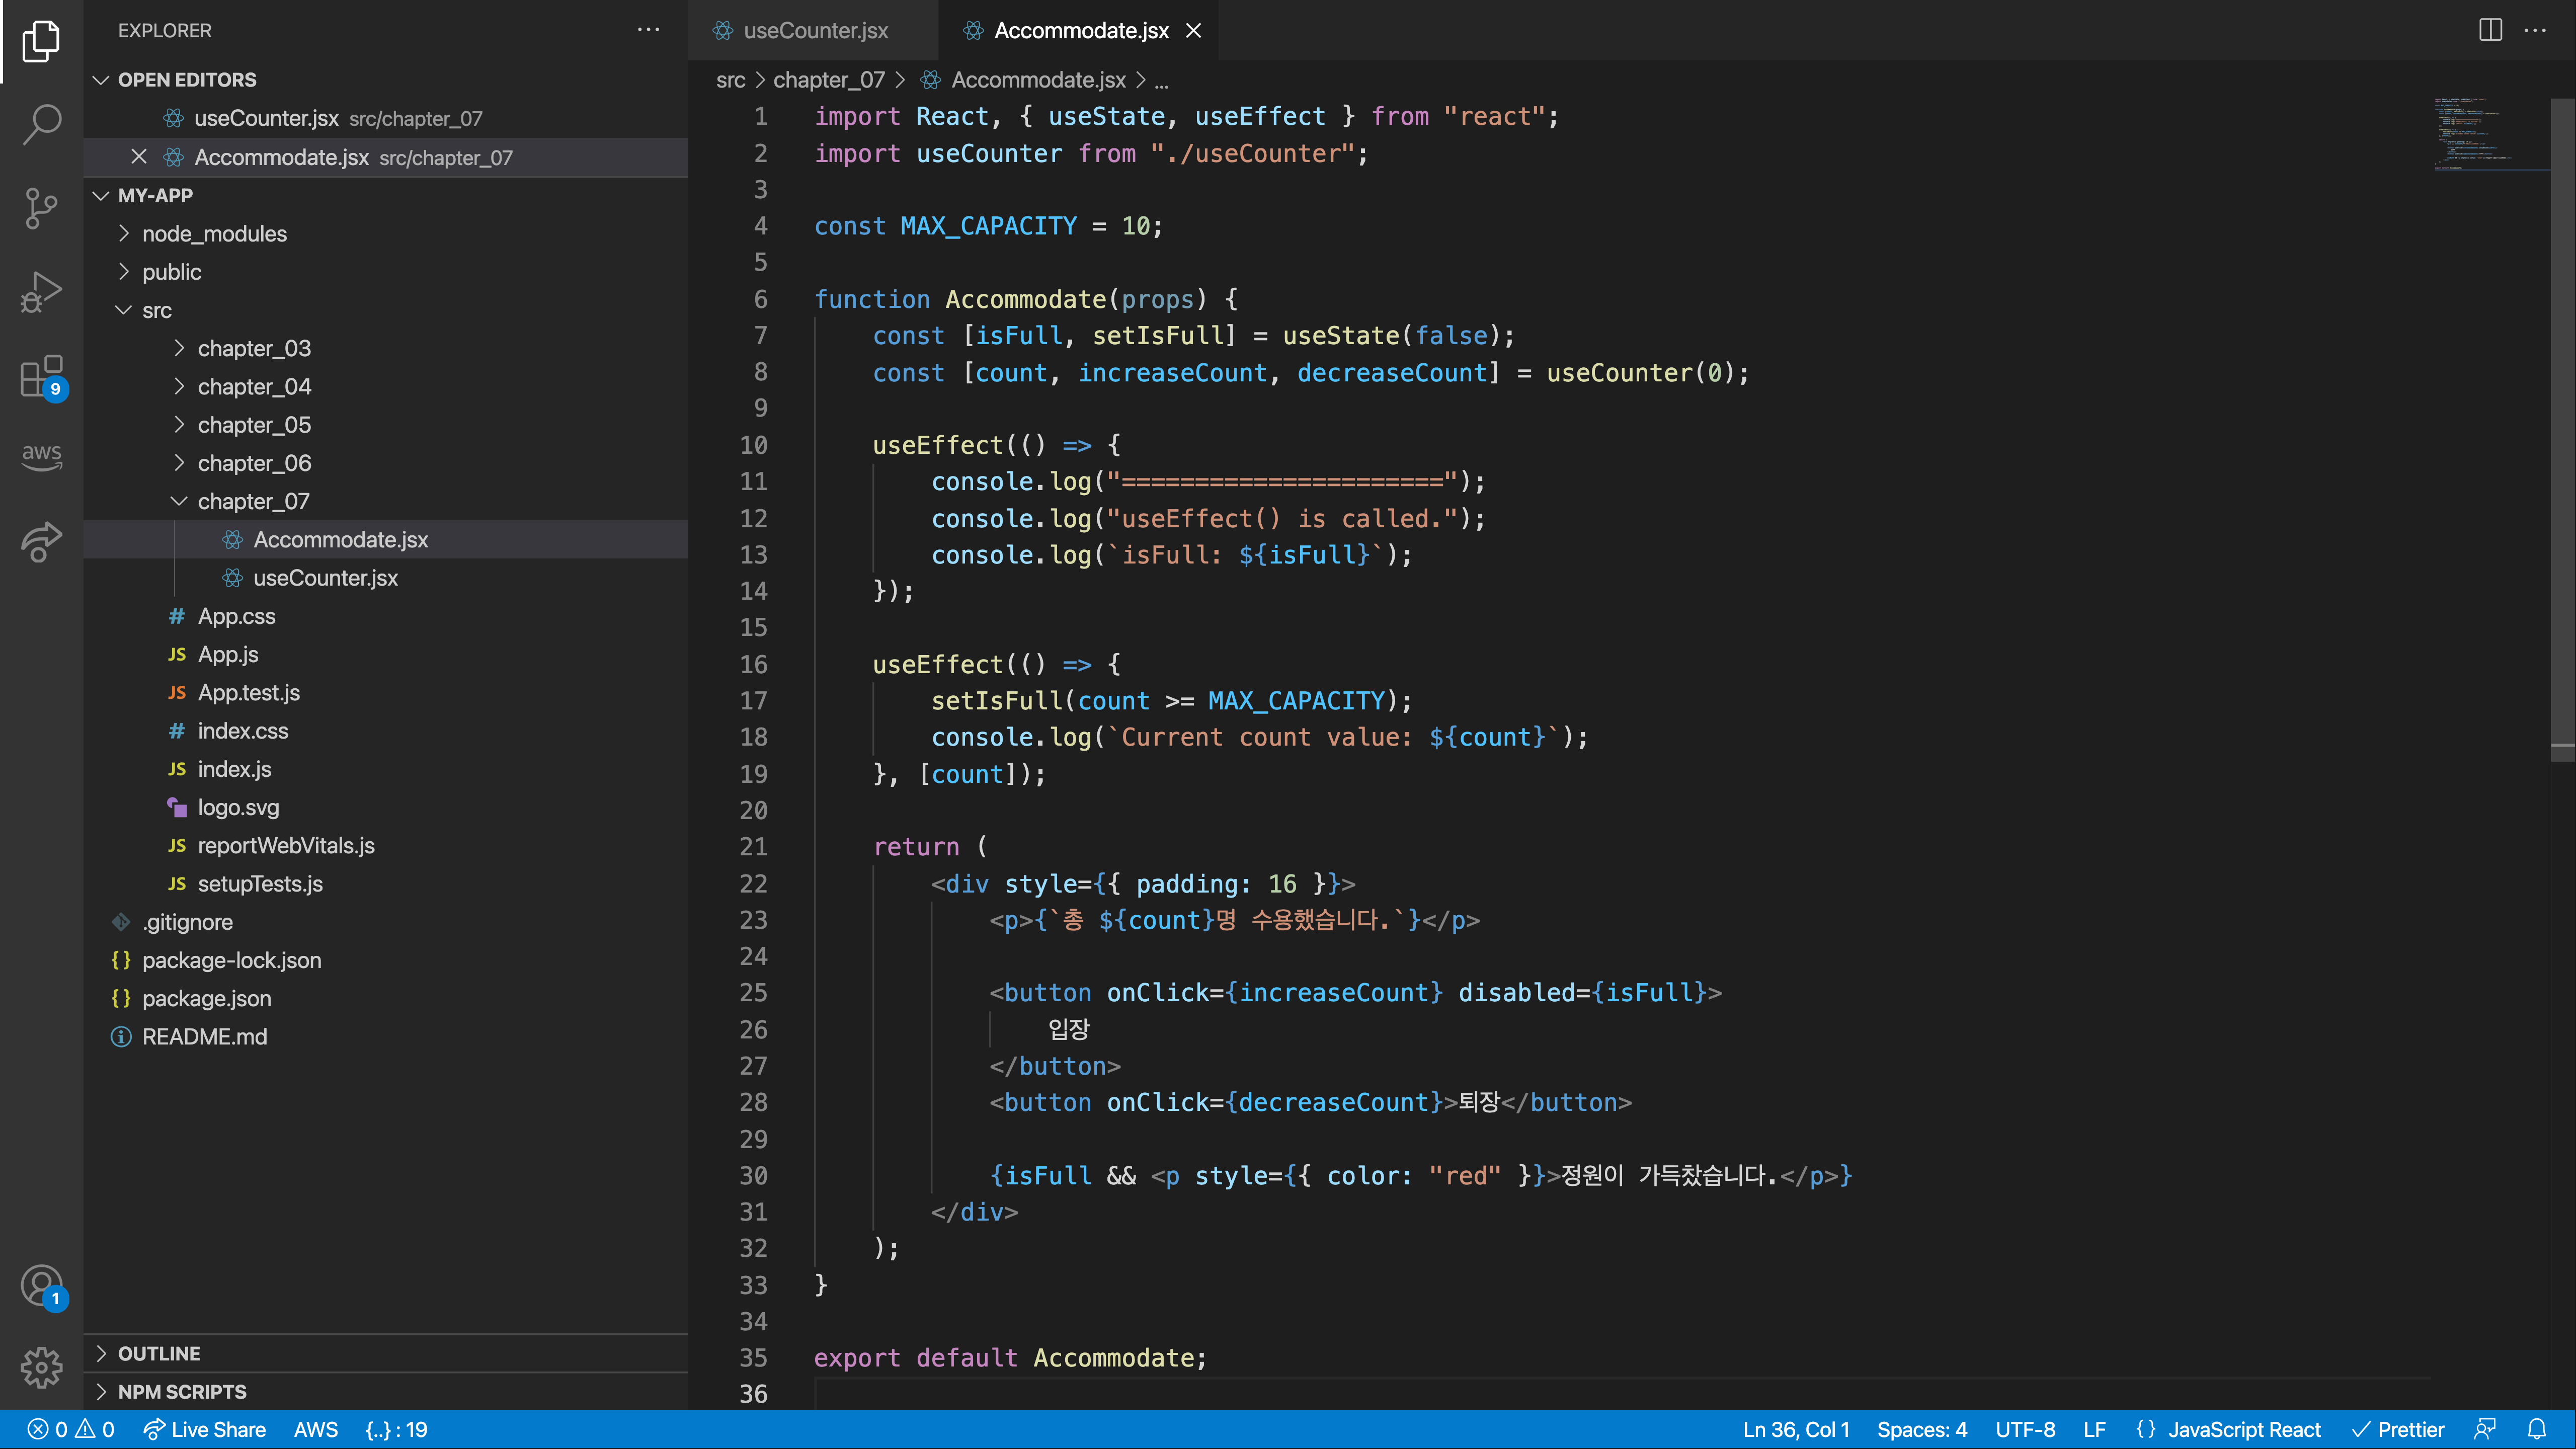 EXPLORER
OPEN EDITORS
useCounter.jsx src/chapter_07
Accommodate.jsx src/chapter_07
MY-APP
node_modules
public
src
chapter_03
chapter_04
chapter_05
chapter_06
chapter_07
Accommodate.jsx
useCounter.jsx
# App.css
JS App.js
JS App.test.js
# index.css
JS index.js
logo.svg
JS reportWebVitals.js
JS setupTests.js
.gitignore
{} package-lock.json
{} package.json
README.md
OUTLINE
NPM SCRIPTS
9
aws
1
useCounter.jsx Accommodate.jsx
src > chapter_07 > Accommodate.jsx > ...
1 import React, { useState, useEffect } from "react";
2 import useCounter from "./useCounter";
3
4 const MAX_CAPACITY = 10;
5
6 function Accommodate(props) {
7 const [isFull, setIsFull] = useState(false);
8 const [count, increaseCount, decreaseCount] = useCounter(0);
9
10 useEffect(() => {
11 console.log("======================");
12 console.log("useEffect() is called.");
13 console.log(`isFull: ${isFull}`);
14 });
15
16 useEffect(() => {
17 setIsFull(count >= MAX_CAPACITY);
18 console.log(`Current count value: ${count}`);
19 }, [count]);
20
21 return (
22 <div style={{ padding: 16 }}>
23 <p>{`총 ${count}명 수용했습니다.`}</p>
24
25 <button onClick={increaseCount} disabled={isFull}>
26 입장
27 </button>
28 <button onClick={decreaseCount}>퇴장</button>
29
30 {isFull && <p style={{ color: "red" }}>정원이 가득찼습니다.</p>}
31 </div>
32 );
33 }
34
35 export default Accommodate;
36
0 0 Live Share AWS {..} : 19 Ln 36, Col 1 Spaces: 4 UTF-8 LF {} JavaScript React Prettier